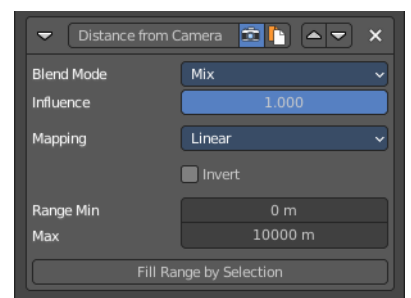 Distance from Camera
Blend Mode Mix
Influence 1.000
Mapping Linear
Invert
Range Min 0 m
Max 10000 m
Fill Range by Selection